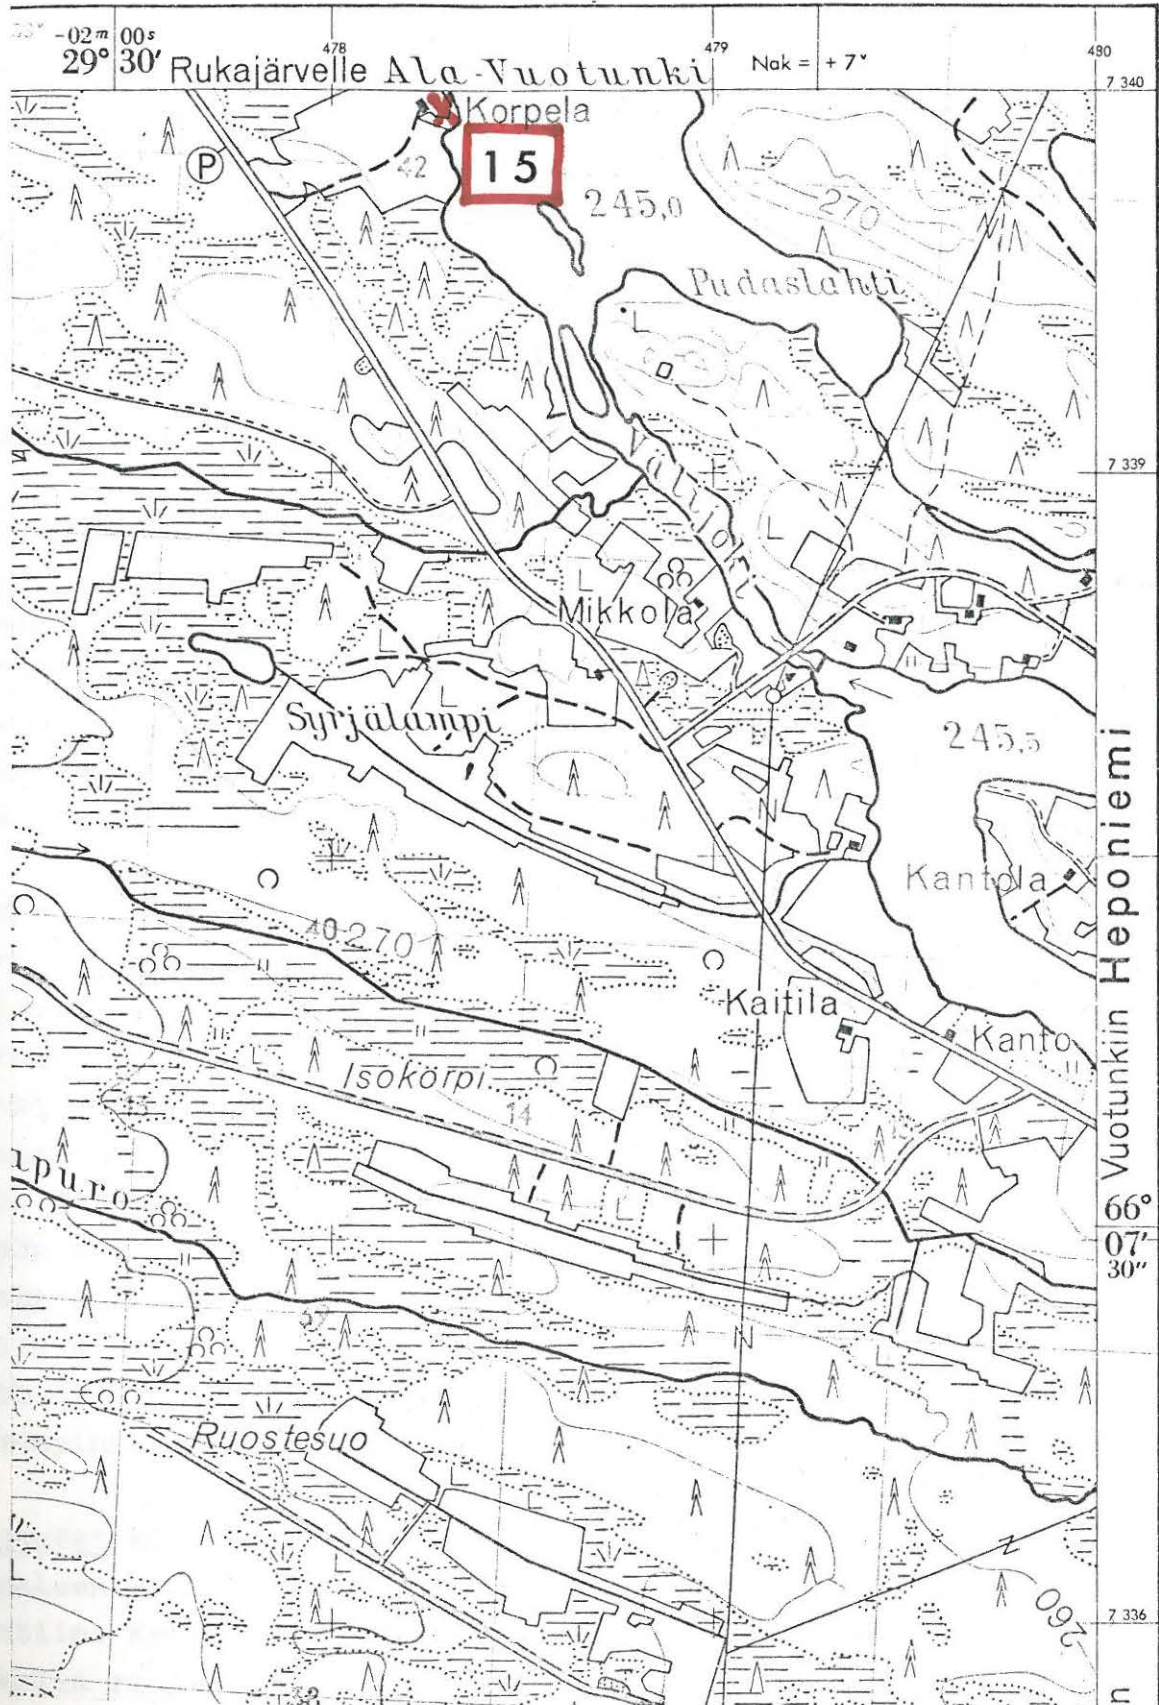 -02ᵐ 00ˢ
478
479
480
29° 30′ Rukajärvelle Ala-Vuotunki Nak = + 7ᵛ
7 340
Korpela
P
42
15
245,0
270
Pudaslahti
L
Välijoki
7 339
L
L
Mikkola
L
L
Syrjälampi
245,5
N
Kantola
Vuotunkin Heponiemi
40 270
Kaitila
Kanto
L
Isokorpi
14
puro
L
66°
07′
30″
N
L
Ruostesuo
L
L
L
N
L
260
7 336